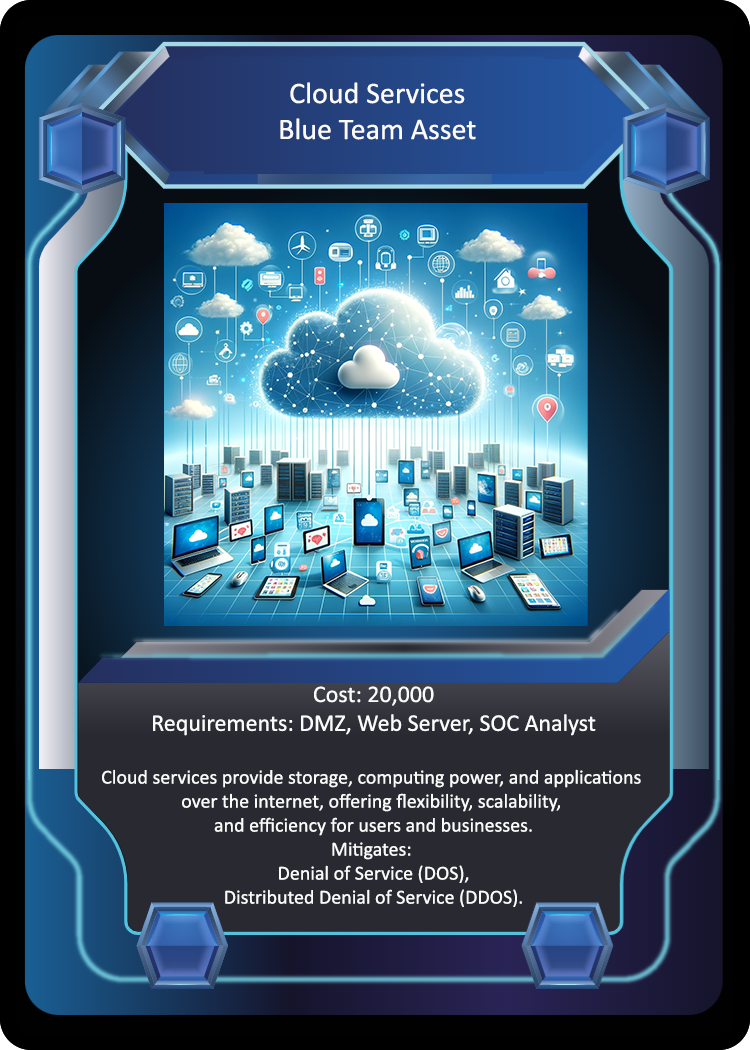 Cloud Services
Blue Team Asset
Cost: 20,000
Requirements: DMZ, Web Server, SOC Analyst
Cloud services provide storage, computing power, and applications
over the internet, offering flexibility, scalability,
and efficiency for users and businesses.
Mitigates:
Denial of Service (DOS),
Distributed Denial of Service (DDOS).